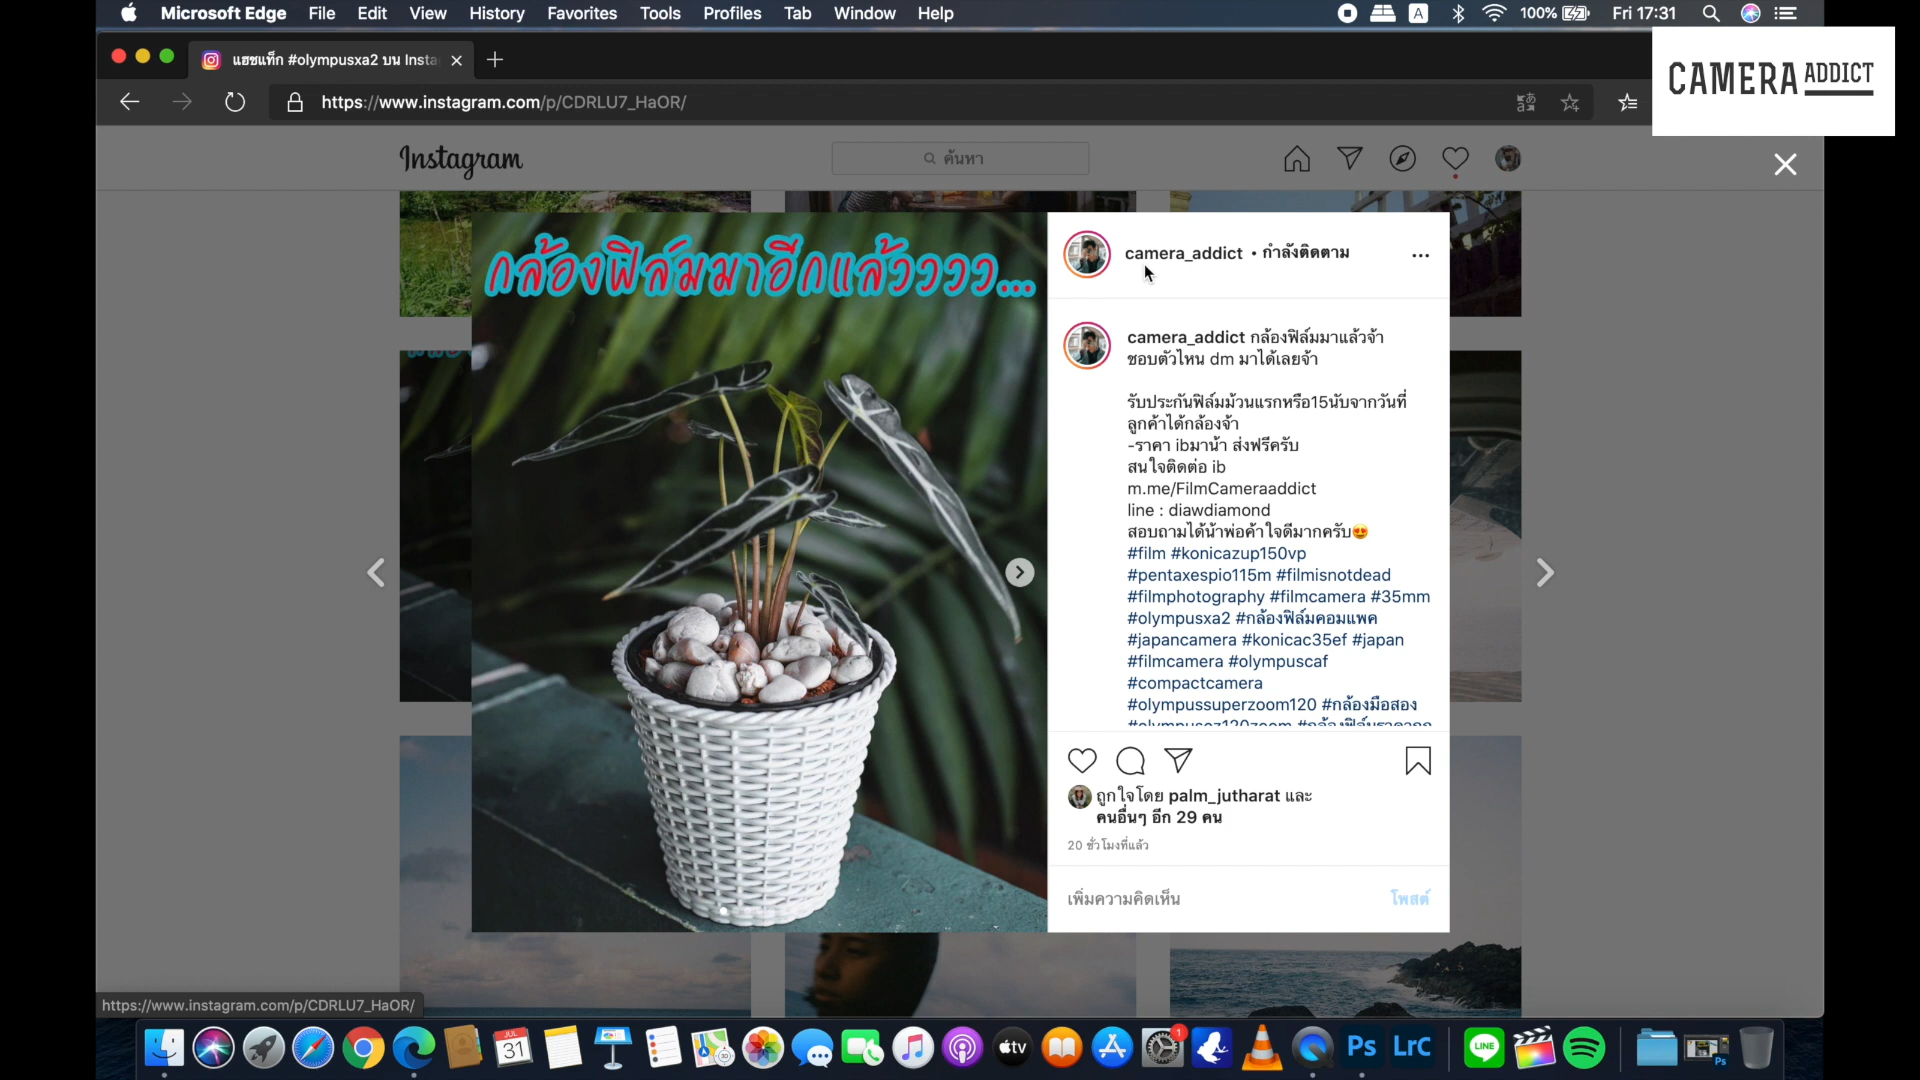 Microsoft Edge File Edit View History Favorites Tools Profiles Tab Window Help
A 100% Fri 17:31
แฮชแท็ก #olympusxa2 บน Insta
CAMERA ADDICT
https://www.instagram.com/p/CDRLU7_HaOR/
Instagram
ค้นหา
กล้องฟิล์มมาอีกแล้วววว...
camera_addict • กำลังติดตาม
camera_addict กล้องฟิล์มมาแล้วจ้า
ชอบตัวไหน dm มาได้เลยจ้า
รับประกันฟิล์มม้วนแรกหรือ15นับจากวันที่
ลูกค้าได้กล้องจ้า
-ราคา ibมาน้า ส่งฟรีครับ
สนใจติดต่อ ib
m.me/FilmCameraaddict
line : diawdiamond
สอบถามได้น้าพ่อค้าใจดีมากครับ😍
#film #konicazup150vp
#pentaxespio115m #filmisnotdead
#filmphotography #filmcamera #35mm
#olympusxa2 #กล้องฟิล์มคอมแพค
#japancamera #konicac35ef #japan
#filmcamera #olympuscaf
#compactcamera
#olympussuperzoom120 #กล้องมือสอง
ถูกใจโดย palm_jutharat และ
คนอื่นๆ อีก 29 คน
20 ชั่วโมงที่แล้ว
เพิ่มความคิดเห็น โพสต์
https://www.instagram.com/p/CDRLU7_HaOR/
JUL
31
tv
1
Ps LrC
LINE
Ps